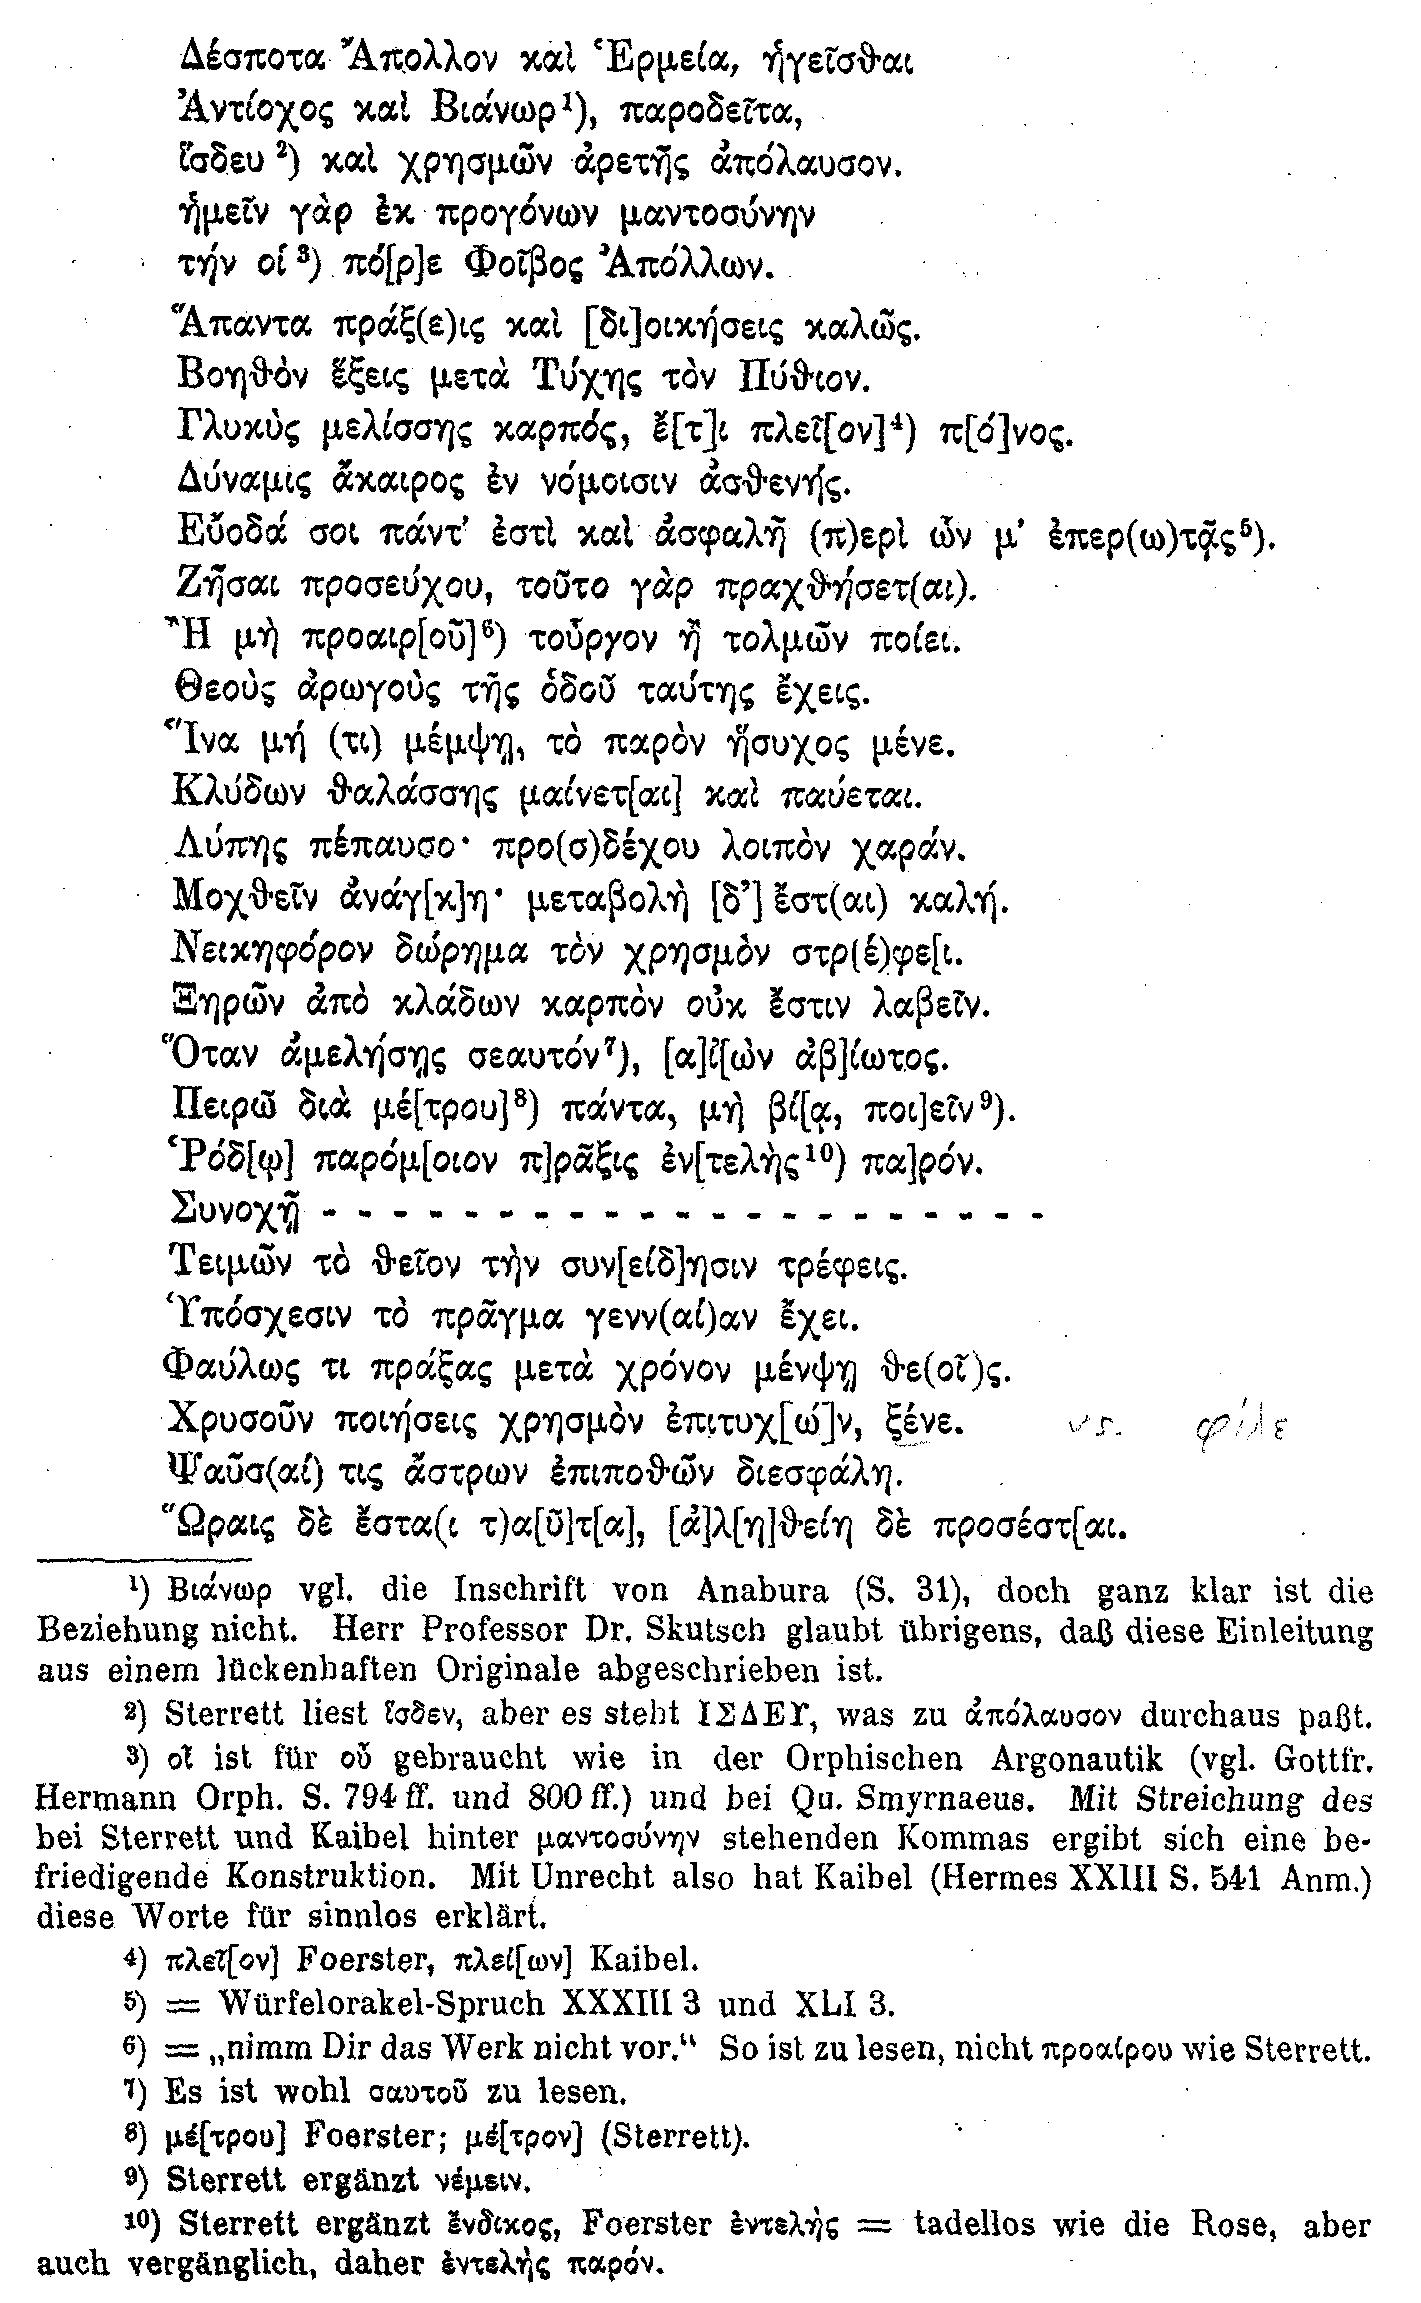 Δέσποτα Ἄπολλον καὶ Ἑρμεία, ἡγεῖσθαι
Ἀντίοχος καὶ Βιάνωρ¹), παροδεῖτα,
ἵσδευ ²) καὶ χρησμῶν ἀρετῆς ἀπόλαυσον.
ἡμεῖν γὰρ ἐκ προγόνων μαντοσύνην
τήν οἱ ³) πό[ρ]ε Φοῖβος Ἀπόλλων.
Ἅπαντα πράξ(ε)ις καὶ [δι]οικήσεις καλῶς.
Βοηθὸν ἕξεις μετὰ Τύχης τὸν Πύθιον.
Γλυκὺς μελίσσης καρπός, ἔ[τ]ι πλεῖ[ον]⁴) π[ό]νος.
Δύναμις ἄκαιρος ἐν νόμοισιν ἀσθενής.
Εὔοδά σοι πάντ’ ἐστὶ καὶ ἀσφαλῆ (π)ερὶ ὧν μ’ ἐπερ(ω)τᾷς⁵).
Ζῆσαι προσεύχου, τοῦτο γὰρ πραχθήσετ(αι).
Ἢ μὴ προαιρ[οῦ]⁶) τοὖργον ἢ τολμῶν ποίει.
Θεοὺς ἀρωγοὺς τῆς ὁδοῦ ταύτης ἔχεις.
Ἵνα μή (τι) μέμψῃ, τὸ παρὸν ἥσυχος μένε.
Κλύδων θαλάσσης μαίνετ[αι] καὶ παύεται.
Λύπης πέπαυσο· προ(σ)δέχου λοιπὸν χαράν.
Μοχθεῖν ἀνάγ[κ]η· μεταβολὴ [δ’] ἔστ(αι) καλή.
Νεικηφόρον δώρημα τὸν χρησμὸν στρ(έ)φε[ι.
Ξηρῶν ἀπὸ κλάδων καρπὸν οὐκ ἔστιν λαβεῖν.
Ὅταν ἀμελήσῃς σεαυτόν⁷), [α]ἰ[ὼν ἀβ]ίωτος.
Πειρῶ διὰ μέ[τρου]⁸) πάντα, μὴ βί[ᾳ, ποι]εῖν⁹).
Ῥόδ[ῳ] παρόμ[οιον π]ρᾶξις ἐν[τελὴς¹⁰) πα]ρόν.
Συνοχῇ - - - - - - - - - - - - - - - - - - - - -
Τειμῶν τὸ θεῖον τὴν συν[είδ]ησιν τρέφεις.
Ὑπόσχεσιν τὸ πρᾶγμα γενν(αί)αν ἔχει.
Φαύλως τι πράξας μετὰ χρόνον μένψῃ θε(οῖ)ς.
Χρυσοῦν ποιήσεις χρησμὸν ἐπιτυχ[ώ]ν, ξένε. vs. φίλε
Ψαῦσ(αί) τις ἄστρων ἐπιποθῶν διεσφάλη.
Ὥραις δὲ ἔστα(ι τ)α[ῦ]τ[α], [ἀ]λ[η]θείη δὲ προσέστ[αι.
¹) Βιάνωρ vgl. die Inschrift von Anabura (S. 31), doch ganz klar ist die
Beziehung nicht. Herr Professor Dr. Skutsch glaubt übrigens, daß diese Einleitung
aus einem lückenhaften Originale abgeschrieben ist.
²) Sterrett liest ἵσδεν, aber es steht ΙΣΔΕΥ, was zu ἀπόλαυσον durchaus paßt.
³) οἷ ist für οὗ gebraucht wie in der Orphischen Argonautik (vgl. Gottfr.
Hermann Orph. S. 794 ff. und 800 ff.) und bei Qu. Smyrnaeus. Mit Streichung des
bei Sterrett und Kaibel hinter μαντοσύνην stehenden Kommas ergibt sich eine be-
friedigende Konstruktion. Mit Unrecht also hat Kaibel (Hermes XXIII S. 541 Anm.)
diese Worte für sinnlos erklärt.
⁴) πλεῖ[ον] Foerster, πλεί[ων] Kaibel.
⁵) = Würfelorakel-Spruch XXXIII 3 und XLI 3.
⁶) = „nimm Dir das Werk nicht vor.“ So ist zu lesen, nicht προαίρου wie Sterrett.
⁷) Es ist wohl σαυτοῦ zu lesen.
⁸) μέ[τρου] Foerster; μέ[τρον] (Sterrett).
⁹) Sterrett ergänzt νέμειν.
¹⁰) Sterrett ergänzt ἔνδικος, Foerster ἐντελὴς = tadellos wie die Rose, aber
auch vergänglich, daher ἐντελὴς παρόν.